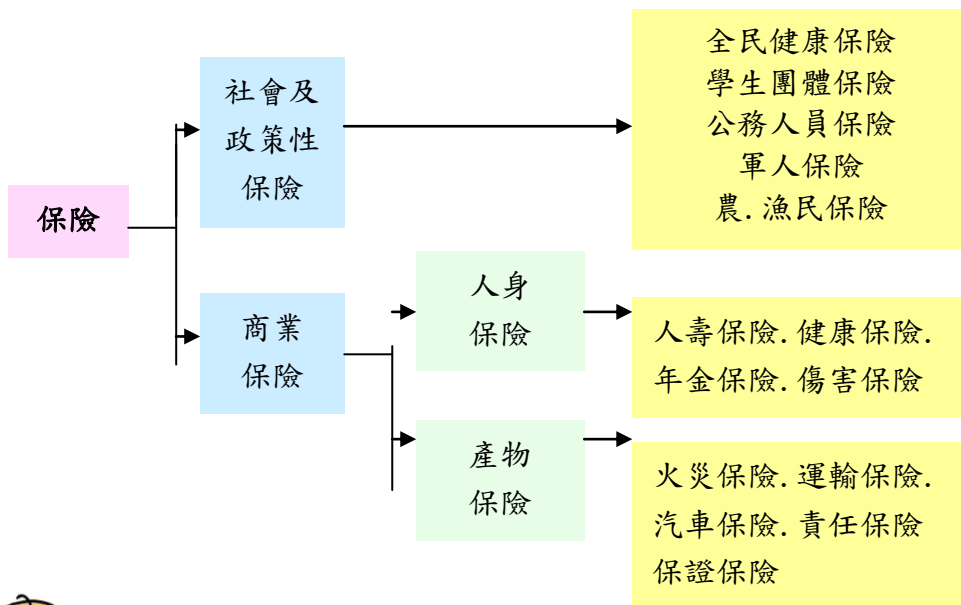 保險
社會及
政策性
保險
全民健康保險
學生團體保險
公務人員保險
軍人保險
農.漁民保險
商業
保險
人身
保險
人壽保險.健康保險.
年金保險.傷害保險
產物
保險
火災保險.運輸保險.
汽車保險.責任保險
保證保險